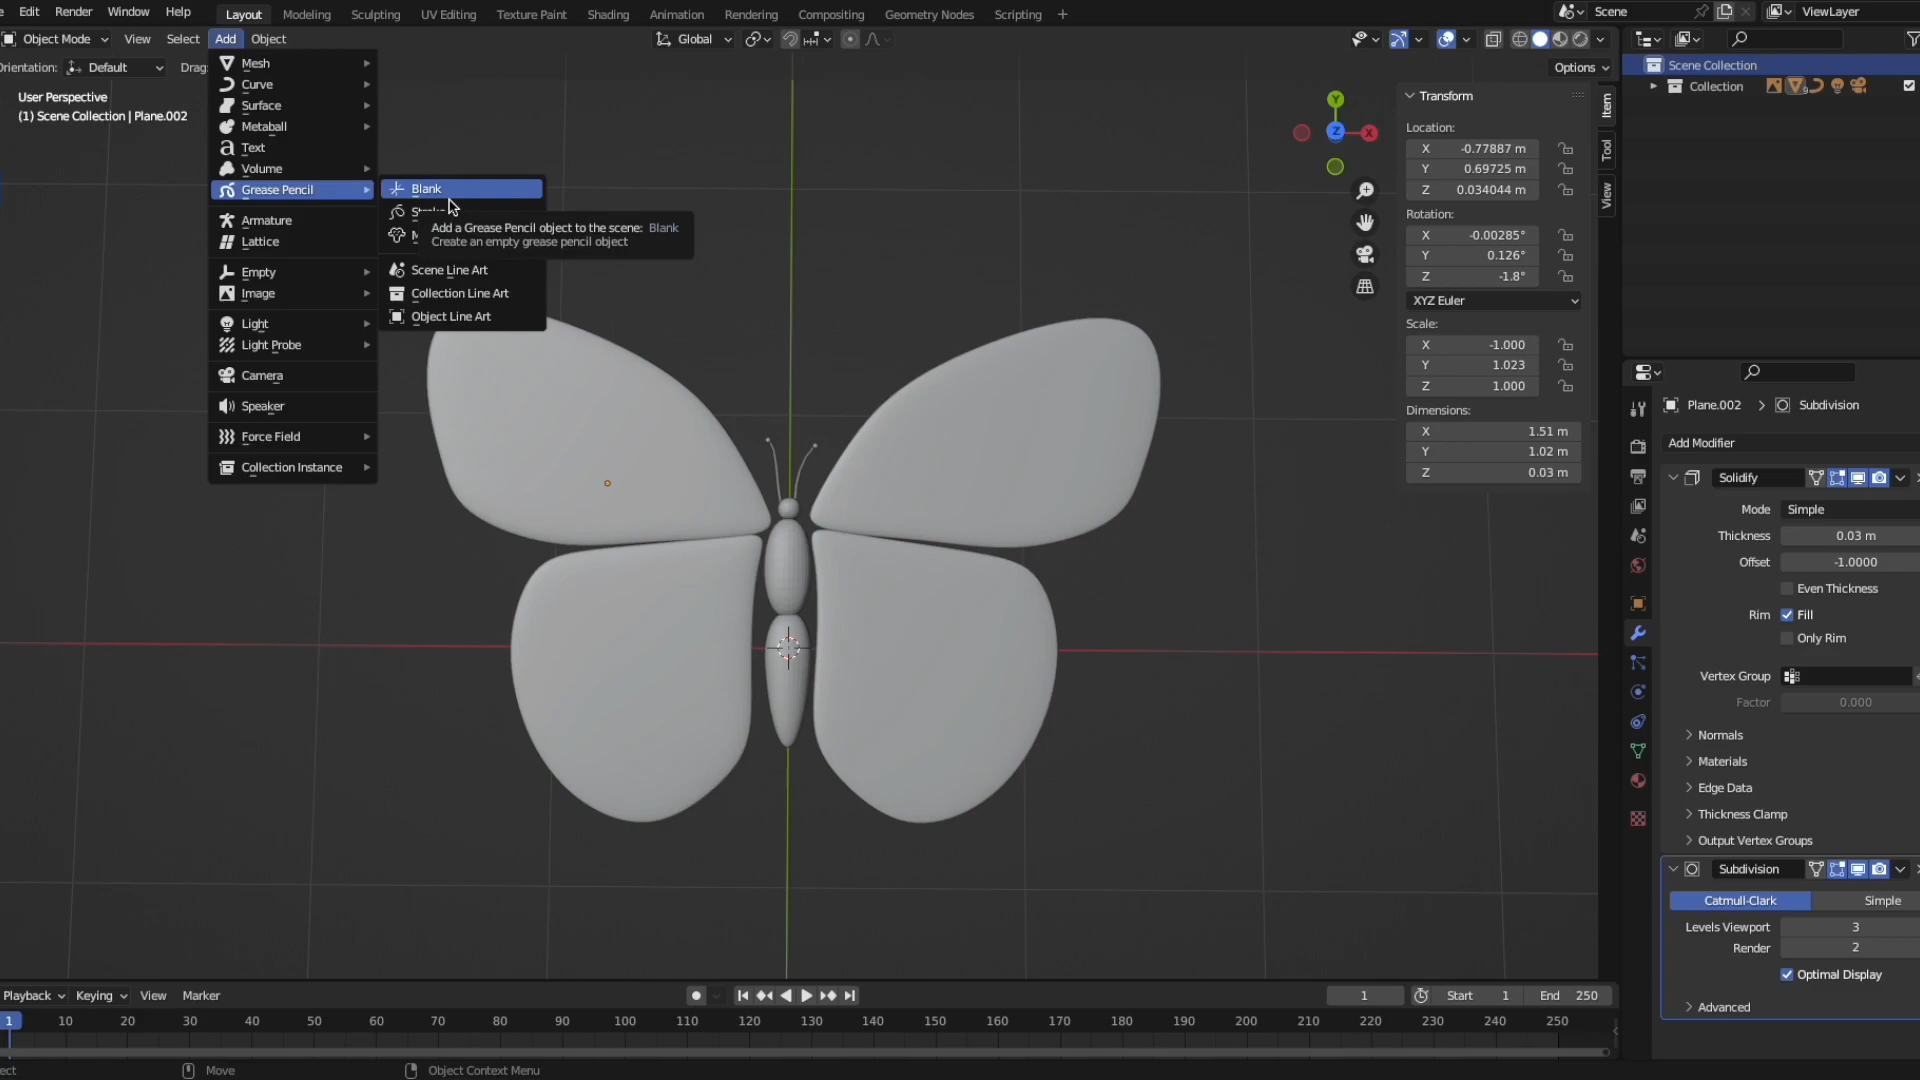 Edit Render Window Help Layout Modeling Sculpting UV Editing Texture Paint Shading Animation Rendering Compositing Geometry Nodes Scripting + Scene ViewLayer
Object Mode View Select Add Object Global
Orientation: Default Drag: Options
User Perspective
(1) Scene Collection | Plane.002
Mesh
Curve
Surface
Metaball
Text
Volume
Grease Pencil
Armature
Lattice
Empty
Image
Light
Light Probe
Camera
Speaker
Force Field
Collection Instance
Blank
Add a Grease Pencil object to the scene: Blank
Create an empty grease pencil object
Scene Line Art
Collection Line Art
Object Line Art
Y
Z
X
Transform
Location:
X -0.77887 m
Y 0.69725 m
Z 0.034044 m
Rotation:
X -0.00285°
Y 0.126°
Z -1.8°
XYZ Euler
Scale:
X -1.000
Y 1.023
Z 1.000
Dimensions:
X 1.51 m
Y 1.02 m
Z 0.03 m
Item
Tool
View
Scene Collection
Collection
Plane.002 > Subdivision
Add Modifier
Solidify
Mode Simple
Thickness 0.03 m
Offset -1.0000
Even Thickness
Rim Fill
Only Rim
Vertex Group
Factor 0.000
Normals
Materials
Edge Data
Thickness Clamp
Output Vertex Groups
Subdivision
Catmull-Clark Simple
Levels Viewport 3
Render 2
Optimal Display
Advanced
Playback Keying View Marker 1 Start 1 End 250
1 10 20 30 40 50 60 70 80 90 100 110 120 130 140 150 160 170 180 190 200 210 220 230 240 250
ect Move Object Context Menu